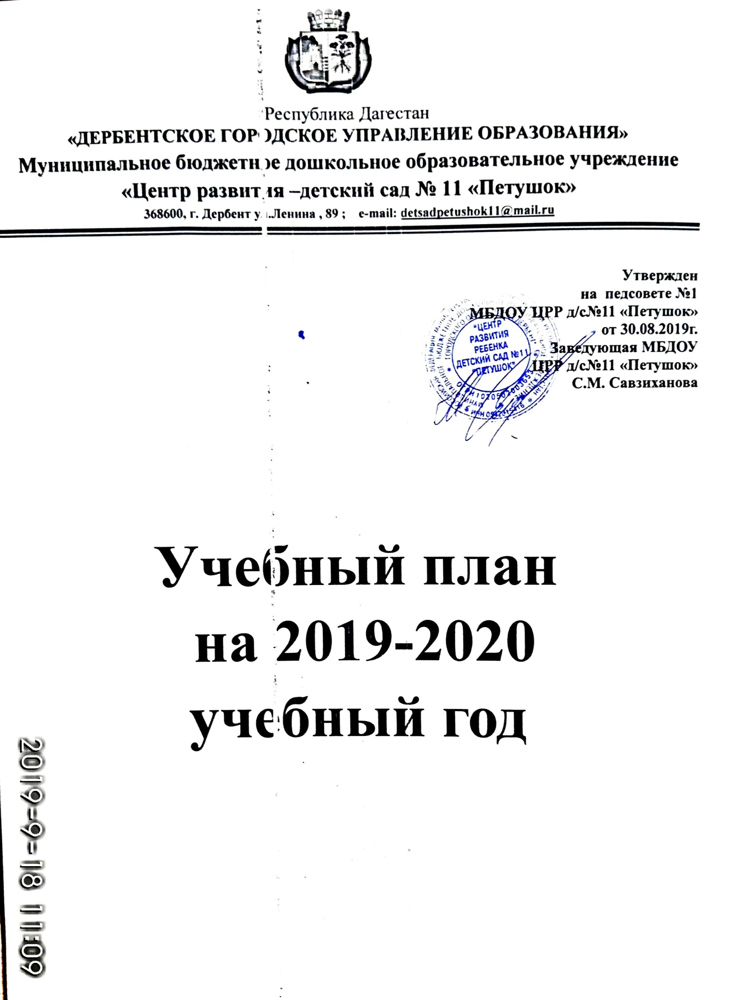 Республика Дагестан
«ДЕРБЕНТСКОЕ ГОРОДСКОЕ УПРАВЛЕНИЕ ОБРАЗОВАНИЯ»
Муниципальное бюджетное дошкольное образовательное учреждение
«Центр развития –детский сад № 11 «Петушок»
368600, г. Дербент ул.Ленина , 89 ; e-mail: detsadpetushok11@mail.ru
Утвержден
на педсовете №1
МБДОУ ЦРР д/с№11 «Петушок»
от 30.08.2019г.
Заведующая МБДОУ
ЦРР д/с№11 «Петушок»
С.М. Савзиханова
"ЦЕНТР
РАЗВИТИЯ
РЕБЕНКА
ДЕТСКИЙ САД №11
"ПЕТУШОК"
Учебный план
на 2019-2020
учебный год
2019-9-18 11:09